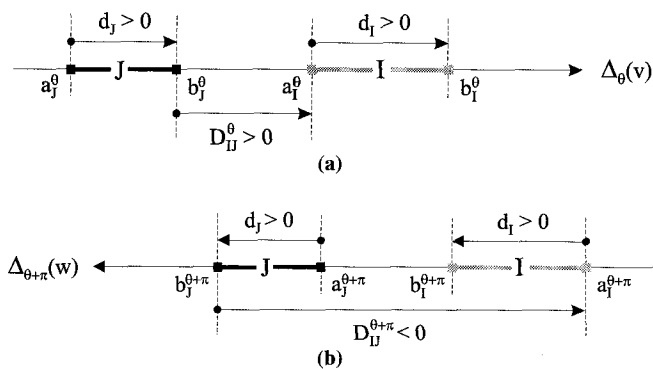 d_J > 0 d_I > 0
J I
a_J^θ b_J^θ a_I^θ b_I^θ Δ_θ(v)
D_IJ^θ > 0
(a)
d_J > 0 d_I > 0
Δ_θ+π(w) J I
b_J^θ+π a_J^θ+π b_I^θ+π a_I^θ+π
D_IJ^θ+π < 0
(b)